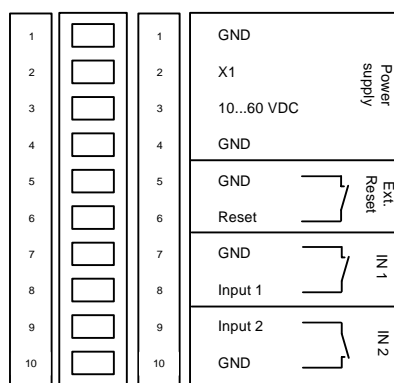 1 1 GND
2 2 X1
3 3 10...60 VDC
4 4 GND
Power
supply
5 5 GND
6 6 Reset
Ext.
Reset
7 7 GND
8 8 Input 1
IN 1
9 9 Input 2
10 10 GND
IN 2